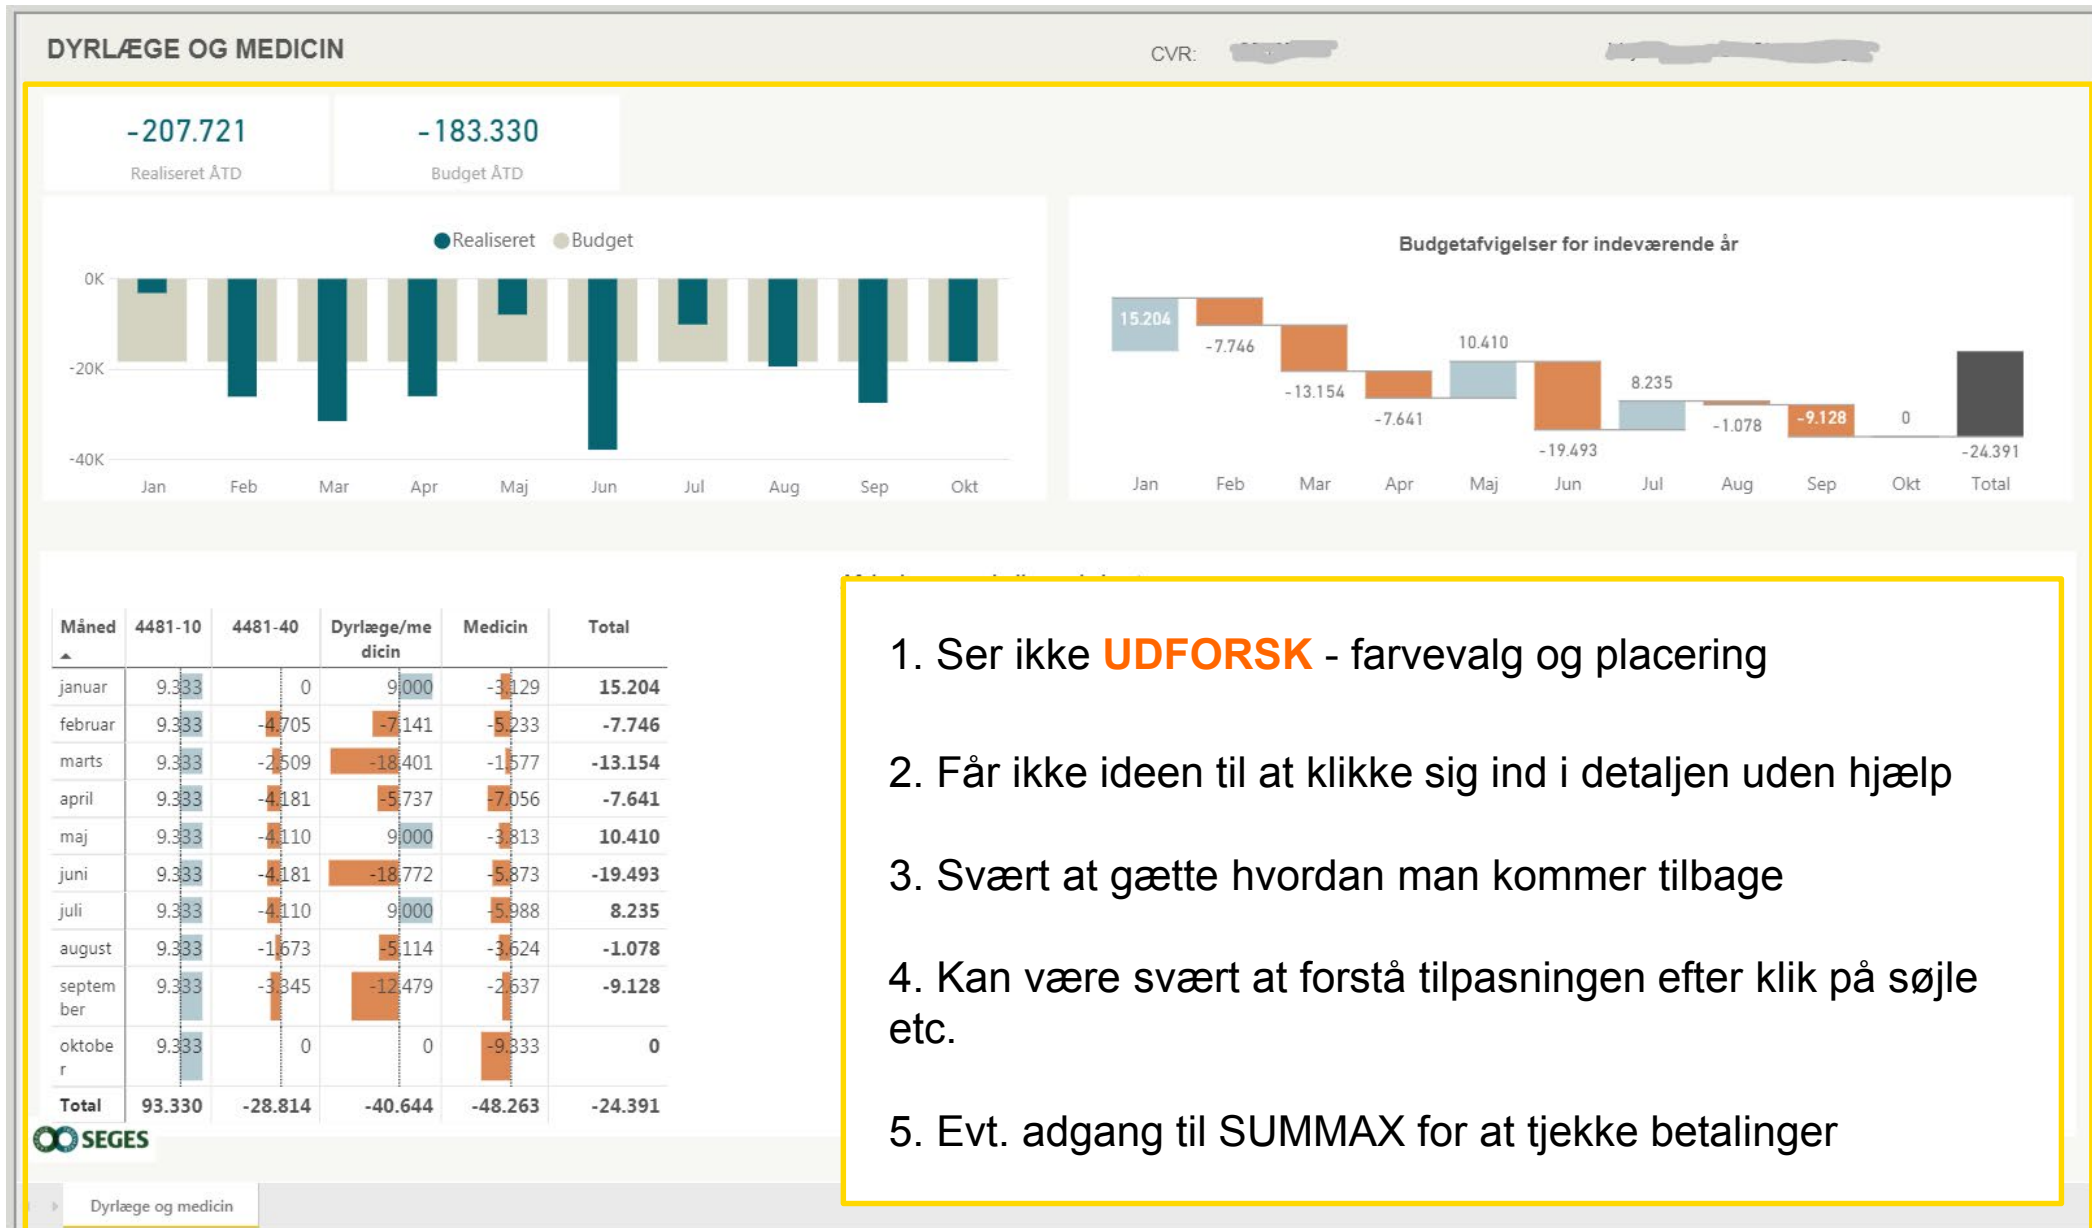 DYRLÆGE OG MEDICIN
CVR:
-207.721
Realiseret ÅTD
-183.330
Budget ÅTD
Realiseret Budget
0K
-20K
-40K
Jan Feb Mar Apr Maj Jun Jul Aug Sep Okt
Budgetafvigelser for indeværende år
15.204
-7.746
-13.154
-7.641
10.410
-19.493
8.235
-1.078
-9.128
0
-24.391
Jan Feb Mar Apr Maj Jun Jul Aug Sep Okt Total
Måned 4481-10 4481-40 Dyrlæge/me Medicin Total
dicin
januar 9.333 0 9.000 -3.129 15.204
februar 9.333 -4.705 -7.141 -5.233 -7.746
marts 9.333 -2.509 -18.401 -1.577 -13.154
april 9.333 -4.181 -5.737 -7.056 -7.641
maj 9.333 -4.110 9.000 -3.813 10.410
juni 9.333 -4.181 -18.772 -5.873 -19.493
juli 9.333 -4.110 9.000 -5.988 8.235
august 9.333 -1.673 -5.114 -3.624 -1.078
septem 9.333 -3.345 -12.479 -2.637 -9.128
ber
oktobe 9.333 0 0 -9.333 0
r
Total 93.330 -28.814 -40.644 -48.263 -24.391
1. Ser ikke UDFORSK - farvevalg og placering
2. Får ikke ideen til at klikke sig ind i detaljen uden hjælp
3. Svært at gætte hvordan man kommer tilbage
4. Kan være svært at forstå tilpasningen efter klik på søjle
etc.
5. Evt. adgang til SUMMAX for at tjekke betalinger
SEGES
Dyrlæge og medicin